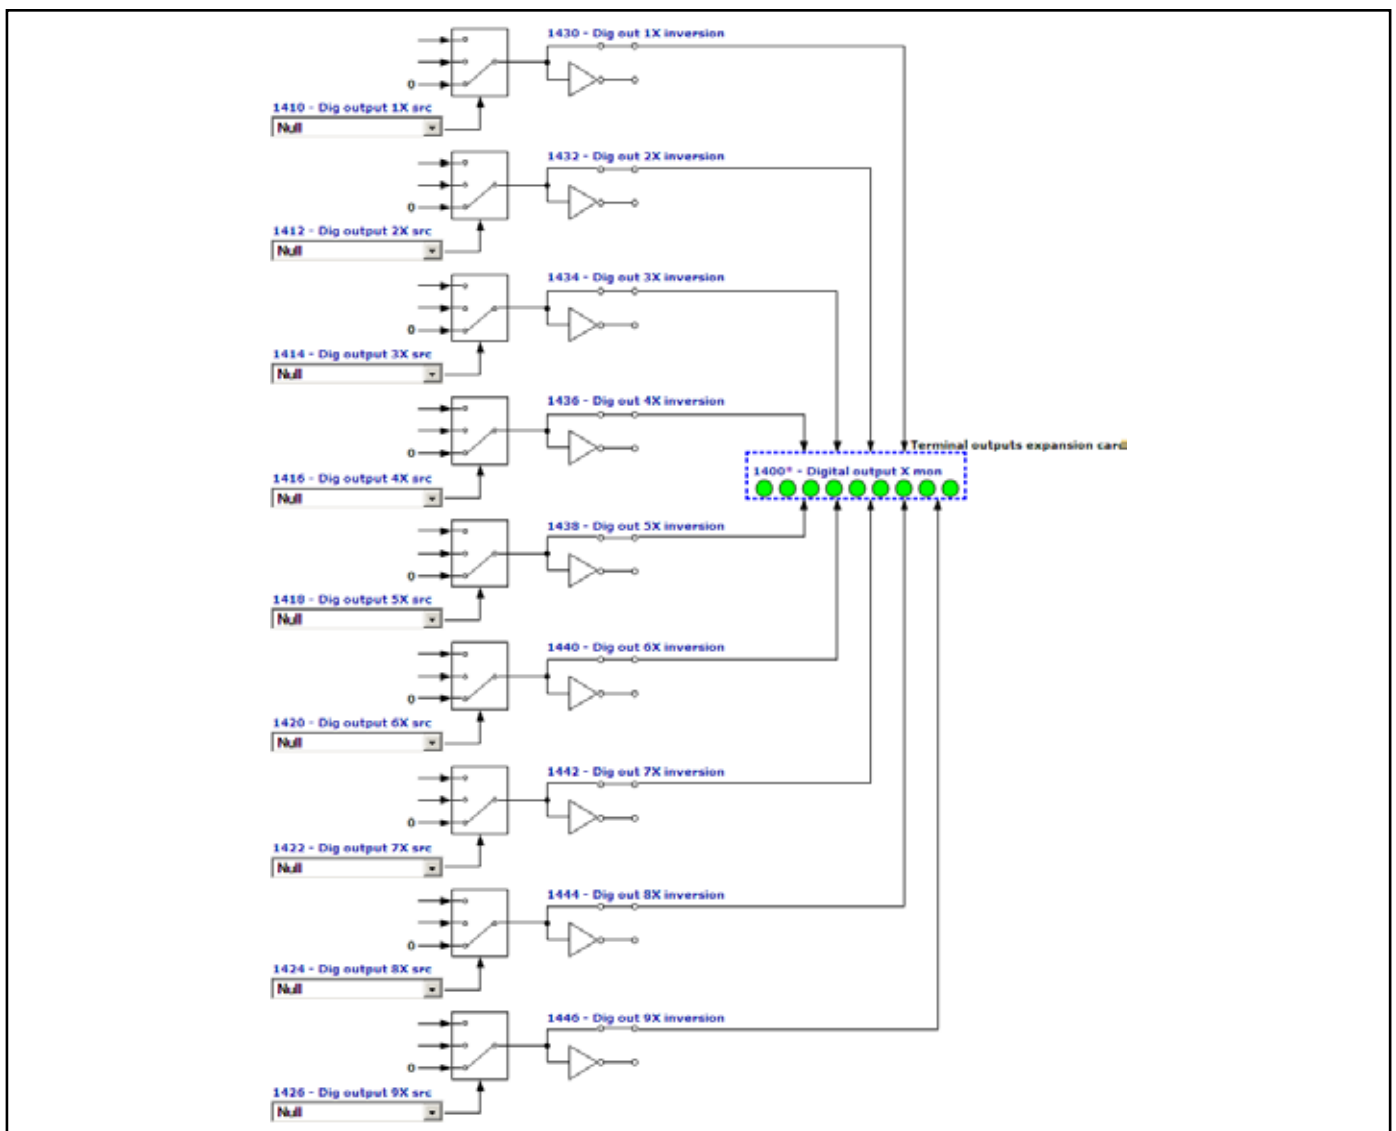 1430 - Dig out 1X inversion
0
1410 - Dig output 1X src
Null
1432 - Dig out 2X inversion
0
1412 - Dig output 2X src
Null
1434 - Dig out 3X inversion
0
1414 - Dig output 3X src
Null
1436 - Dig out 4X inversion
0
Terminal outputs expansion card
1400* - Digital output X mon
1416 - Dig output 4X src
Null
1438 - Dig out 5X inversion
0
1418 - Dig output 5X src
Null
1440 - Dig out 6X inversion
0
1420 - Dig output 6X src
Null
1442 - Dig out 7X inversion
0
1422 - Dig output 7X src
Null
1444 - Dig out 8X inversion
0
1424 - Dig output 8X src
Null
1446 - Dig out 9X inversion
0
1426 - Dig output 9X src
Null